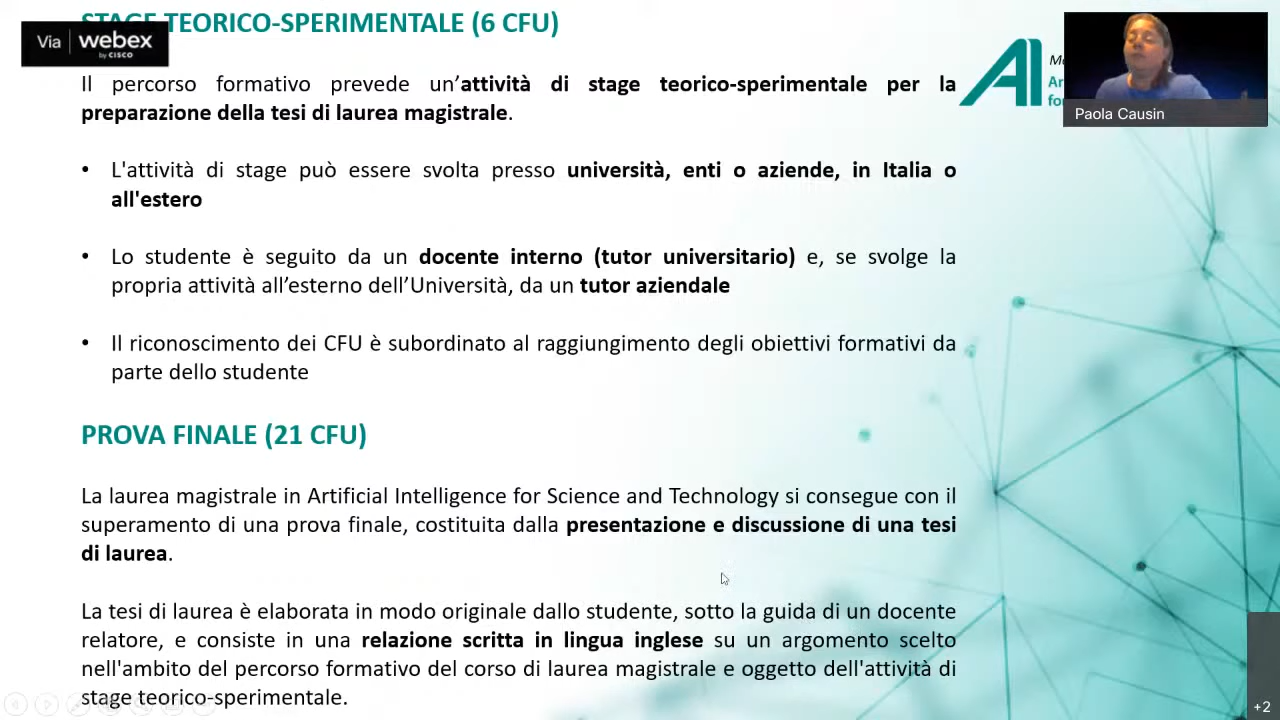 STAGE TEORICO-SPERIMENTALE (6 CFU)
Via webex
by CISCO
Il percorso formativo prevede un’attività di stage teorico-sperimentale per la
preparazione della tesi di laurea magistrale.
• L'attività di stage può essere svolta presso università, enti o aziende, in Italia o
all'estero
• Lo studente è seguito da un docente interno (tutor universitario) e, se svolge la
propria attività all’esterno dell’Università, da un tutor aziendale
• Il riconoscimento dei CFU è subordinato al raggiungimento degli obiettivi formativi da
parte dello studente
PROVA FINALE (21 CFU)
La laurea magistrale in Artificial Intelligence for Science and Technology si consegue con il
superamento di una prova finale, costituita dalla presentazione e discussione di una tesi
di laurea.
La tesi di laurea è elaborata in modo originale dallo studente, sotto la guida di un docente
relatore, e consiste in una relazione scritta in lingua inglese su un argomento scelto
nell'ambito del percorso formativo del corso di laurea magistrale e oggetto dell'attività di
stage teorico-sperimentale.
AI
Paola Causin
+2